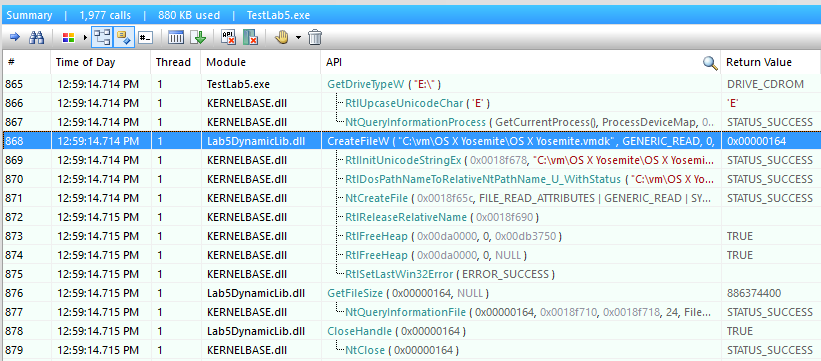 Summary | 1,977 calls | 880 KB used | TestLab5.exe
# Time of Day Thread Module API Return Value
865 12:59:14.714 PM 1 TestLab5.exe GetDriveTypeW ( "E:\" ) DRIVE_CDROM
866 12:59:14.714 PM 1 KERNELBASE.dll RtlUpcaseUnicodeChar ( 'E' ) 'E'
867 12:59:14.714 PM 1 KERNELBASE.dll NtQueryInformationProcess ( GetCurrentProcess(), ProcessDeviceMap, 0... STATUS_SUCCESS
868 12:59:14.714 PM 1 Lab5DynamicLib.dll CreateFileW ( "C:\vm\OS X Yosemite\OS X Yosemite.vmdk", GENERIC_READ, 0, 0x00000164
869 12:59:14.714 PM 1 KERNELBASE.dll RtlInitUnicodeStringEx ( 0x0018f678, "C:\vm\OS X Yosemite\OS X Yosemi... STATUS_SUCCESS
870 12:59:14.714 PM 1 KERNELBASE.dll RtlDosPathNameToRelativeNtPathName_U_WithStatus ( "C:\vm\OS X Yo... STATUS_SUCCESS
871 12:59:14.714 PM 1 KERNELBASE.dll NtCreateFile ( 0x0018f65c, FILE_READ_ATTRIBUTES | GENERIC_READ | SY... STATUS_SUCCESS
872 12:59:14.715 PM 1 KERNELBASE.dll RtlReleaseRelativeName ( 0x0018f690 )
873 12:59:14.715 PM 1 KERNELBASE.dll RtlFreeHeap ( 0x00da0000, 0, 0x00db3750 ) TRUE
874 12:59:14.715 PM 1 KERNELBASE.dll RtlFreeHeap ( 0x00da0000, 0, NULL ) TRUE
875 12:59:14.715 PM 1 KERNELBASE.dll RtlSetLastWin32Error ( ERROR_SUCCESS )
876 12:59:14.715 PM 1 Lab5DynamicLib.dll GetFileSize ( 0x00000164, NULL ) 886374400
877 12:59:14.715 PM 1 KERNELBASE.dll NtQueryInformationFile ( 0x00000164, 0x0018f710, 0x0018f718, 24, File... STATUS_SUCCESS
878 12:59:14.715 PM 1 Lab5DynamicLib.dll CloseHandle ( 0x00000164 ) TRUE
879 12:59:14.715 PM 1 KERNELBASE.dll NtClose ( 0x00000164 ) STATUS_SUCCESS